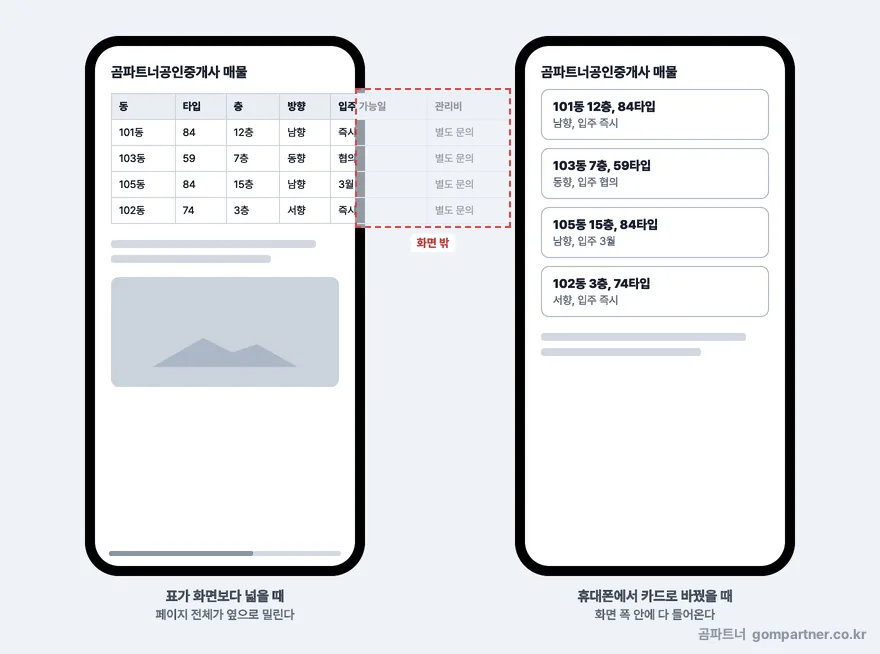 곰파트너공인중개사 매물
동 타입 층 방향 입주가능일 관리비
101동 84 12층 남향 즉시 별도 문의
103동 59 7층 동향 협의 별도 문의
105동 84 15층 남향 3월 별도 문의
102동 74 3층 서향 즉시 별도 문의
화면 밖
표가 화면보다 넓을 때
페이지 전체가 옆으로 밀린다
곰파트너공인중개사 매물
101동 12층, 84타입
남향, 입주 즉시
103동 7층, 59타입
동향, 입주 협의
105동 15층, 84타입
남향, 입주 3월
102동 3층, 74타입
서향, 입주 즉시
휴대폰에서 카드로 바꿨을 때
화면 폭 안에 다 들어온다
곰파트너 gompartner.co.kr